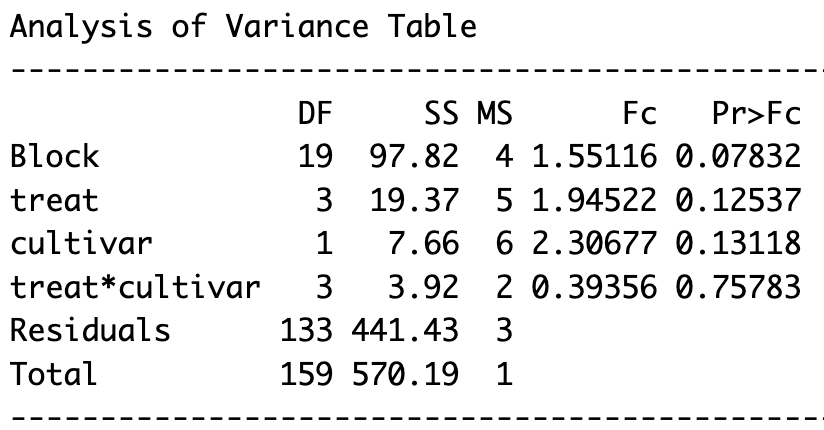 Analysis of Variance Table
------------------------------------------------
DF SS MS Fc Pr>Fc
Block 19 97.82 4 1.55116 0.07832
treat 3 19.37 5 1.94522 0.12537
cultivar 1 7.66 6 2.30677 0.13118
treat*cultivar 3 3.92 2 0.39356 0.75783
Residuals 133 441.43 3
Total 159 570.19 1
------------------------------------------------